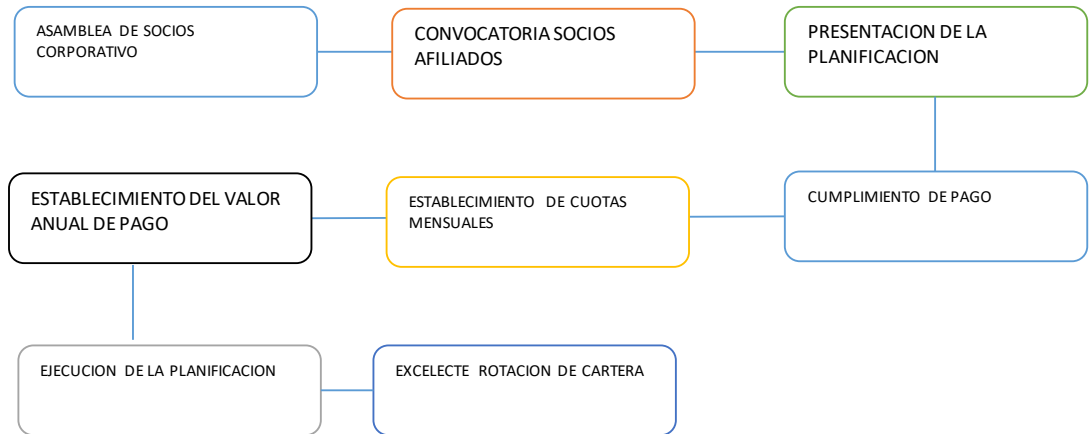 ASAMBLEA DE SOCIOS
CORPORATIVO
CONVOCATORIA SOCIOS
AFILIADOS
PRESENTACION DE LA
PLANIFICACION
ESTABLECIMIENTO DEL VALOR
ANUAL DE PAGO
ESTABLECIMIENTO DE CUOTAS
MENSUALES
CUMPLIMIENTO DE PAGO
EJECUCION DE LA PLANIFICACION
EXCELECTE ROTACION DE CARTERA